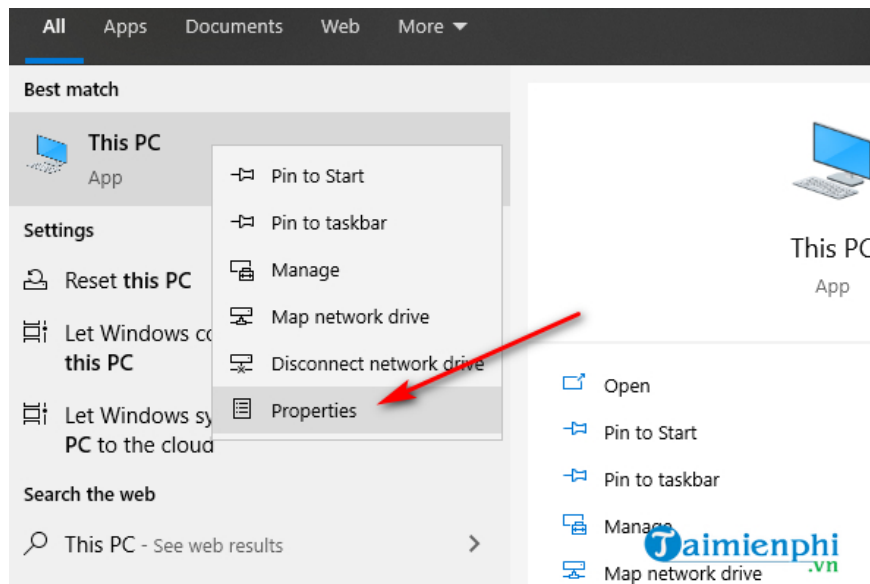 All Apps Documents Web More
Best match
This PC
App
Pin to Start
Pin to taskbar
Manage
Map network drive
Disconnect network drive
Properties
Settings
Reset this PC
Let Windows co
this PC
Let Windows sy
PC to the cloud
Search the web
This PC - See web results
This PC
App
Open
Pin to Start
Pin to taskbar
Manage
Map network drive
Taimienphi
.vn